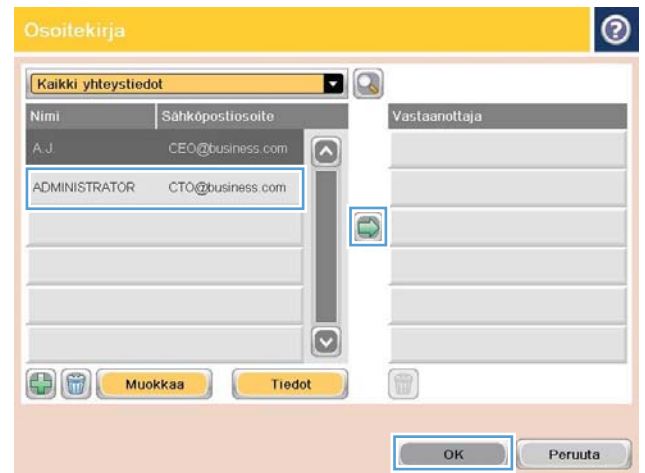 Osoitekirja
Kaikki yhteystiedot
Nimi Sähköpostiosoite Vastaanottaja
A.J. CEO@business.com
ADMINISTRATOR CTO@business.com
Muokkaa Tiedot
OK Peruuta